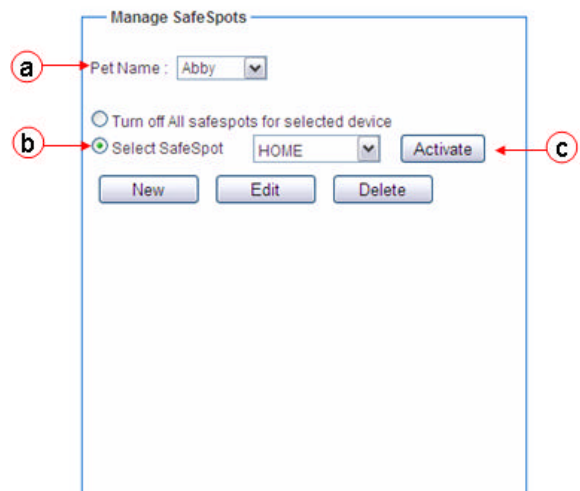 Manage SafeSpots
a
Pet Name : Abby
Turn off All safespots for selected device
b
Select SafeSpot HOME Activate
c
New Edit Delete